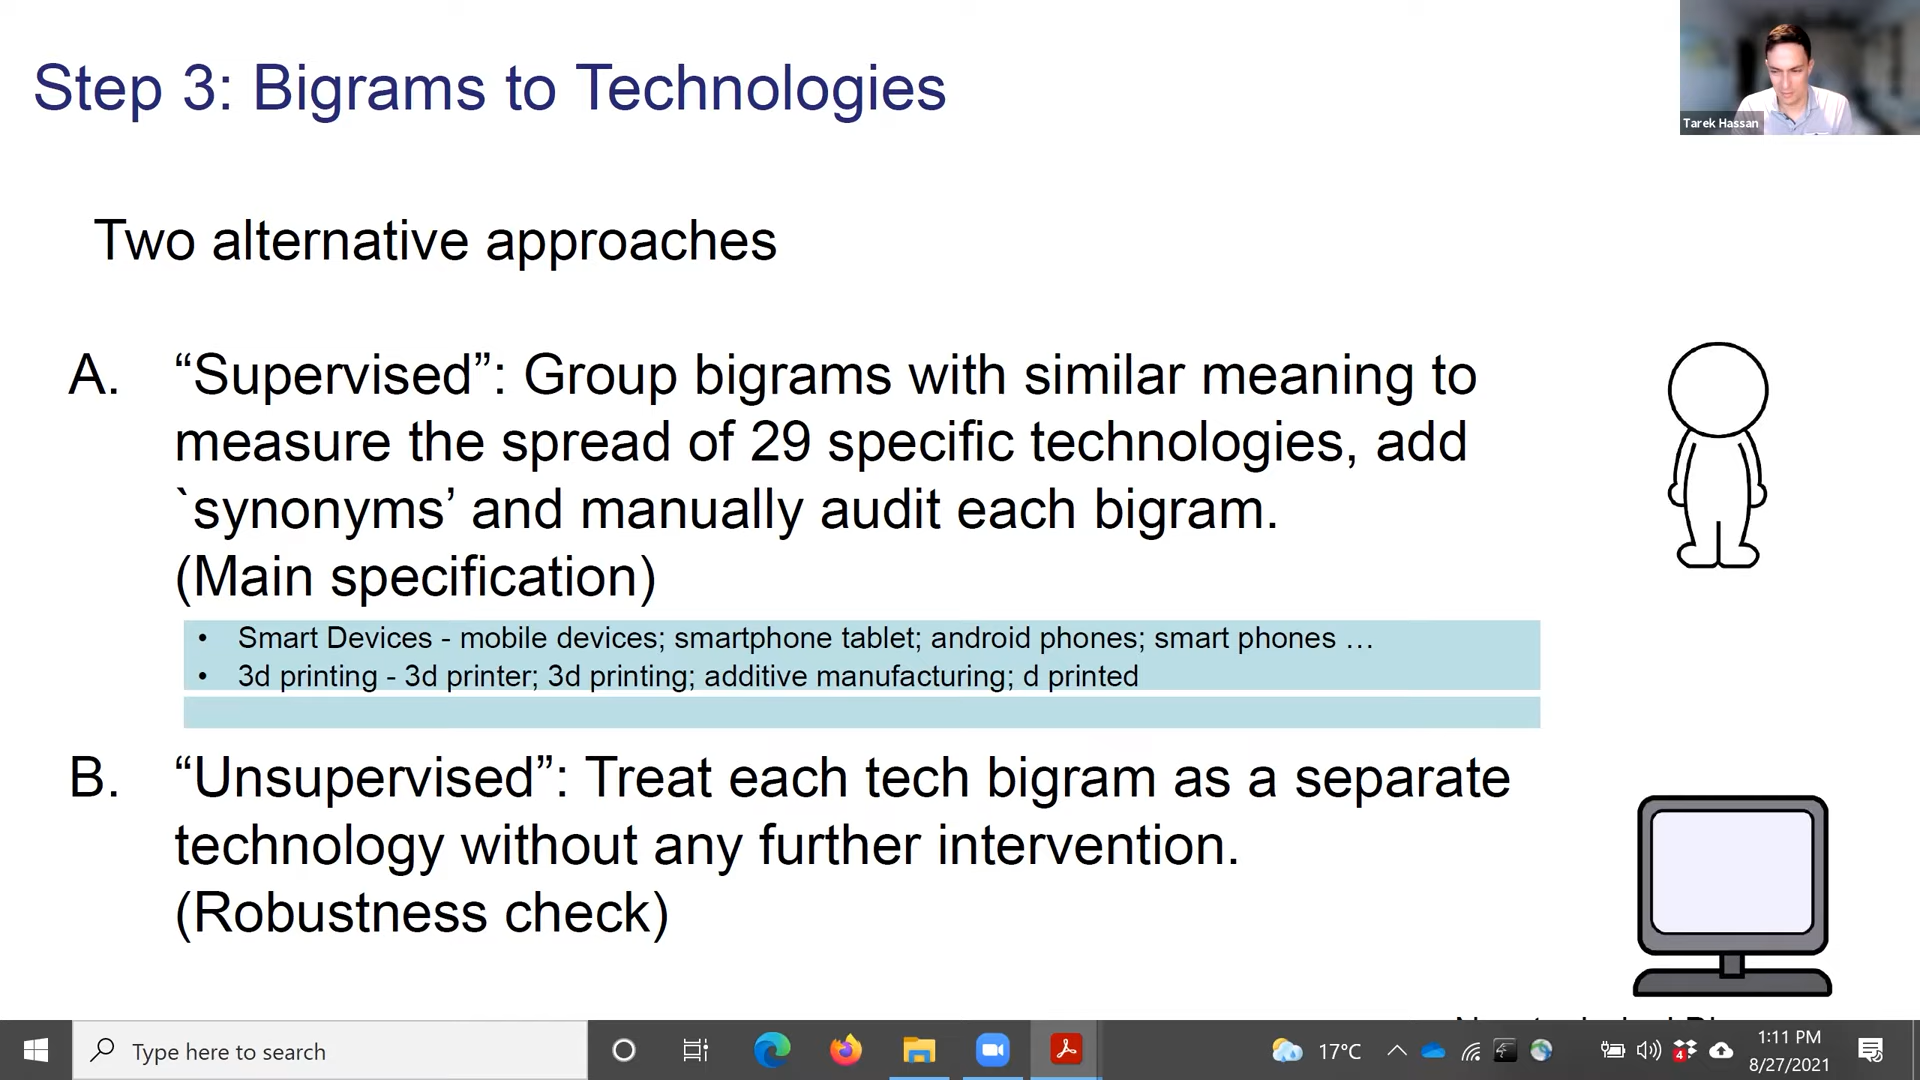 Step 3: Bigrams to Technologies
Tarek Hassan
Two alternative approaches
A. “Supervised”: Group bigrams with similar meaning to
measure the spread of 29 specific technologies, add
`synonyms’ and manually audit each bigram.
(Main specification)
• Smart Devices - mobile devices; smartphone tablet; android phones; smart phones …
• 3d printing - 3d printer; 3d printing; additive manufacturing; d printed
B. “Unsupervised”: Treat each tech bigram as a separate
technology without any further intervention.
(Robustness check)
Type here to search
17°C
4
1:11 PM
8/27/2021